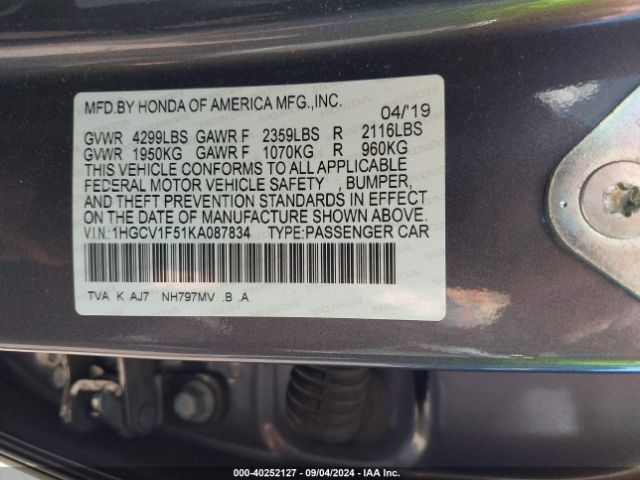 MFD.BY HONDA OF AMERICA MFG.,INC.
04/'19
GVWR 4299LBS GAWR F 2359LBS R 2116LBS
GVWR 1950KG GAWR F 1070KG R 960KG
THIS VEHICLE CONFORMS TO ALL APPLICABLE
FEDERAL MOTOR VEHICLE SAFETY , BUMPER,
AND THEFT PREVENTION STANDARDS IN EFFECT
ON THE DATE OF MANUFACTURE SHOWN ABOVE.
V.I.N.:1HGCV1F51KA087834 TYPE:PASSENGER CAR
TVA K AJ7 NH797MV .B .A
000-40252127 - 09/04/2024 - IAA Inc.